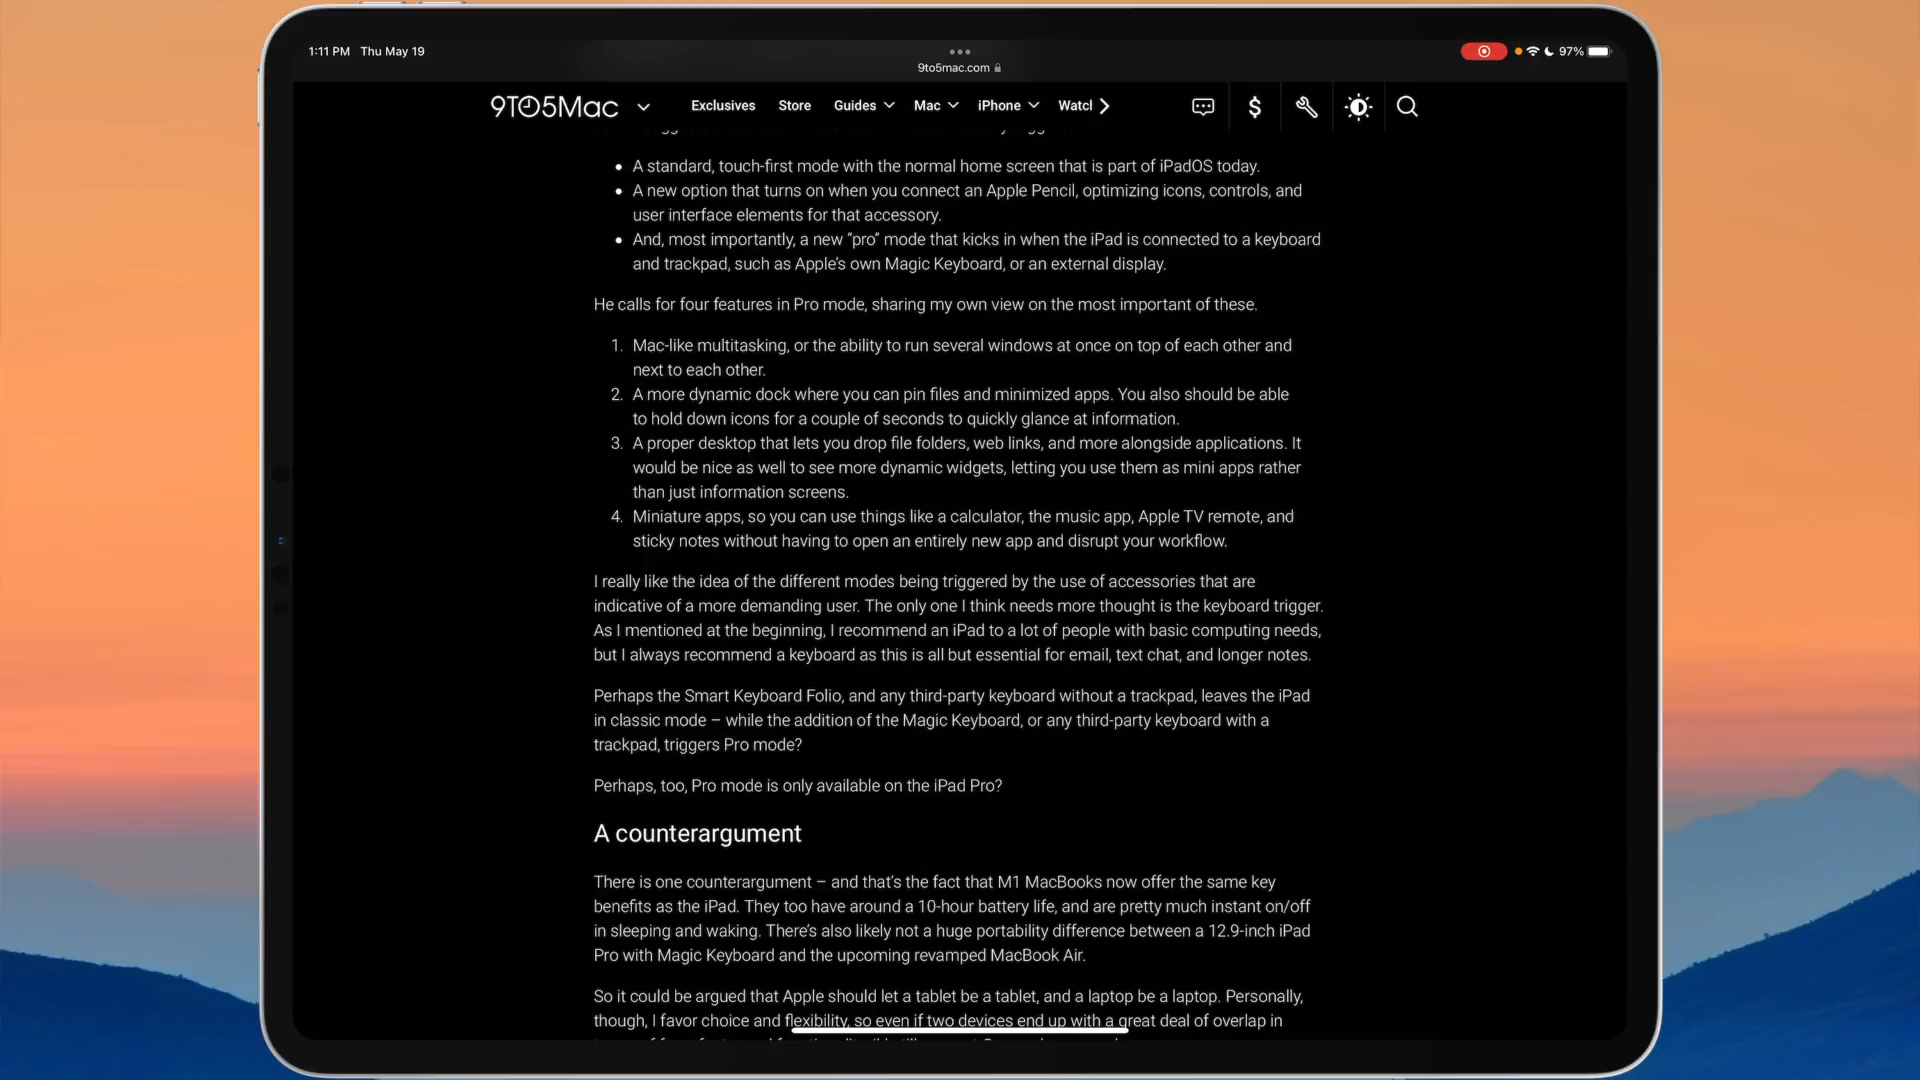 1:11 PM Thu May 19
97%
9to5mac.com
9TO5Mac Exclusives Store Guides Mac iPhone Watcl
A standard, touch-first mode with the normal home screen that is part of iPadOS today.
A new option that turns on when you connect an Apple Pencil, optimizing icons, controls, and
user interface elements for that accessory.
And, most importantly, a new “pro” mode that kicks in when the iPad is connected to a keyboard
and trackpad, such as Apple’s own Magic Keyboard, or an external display.
He calls for four features in Pro mode, sharing my own view on the most important of these.
1. Mac-like multitasking, or the ability to run several windows at once on top of each other and
next to each other.
2. A more dynamic dock where you can pin files and minimized apps. You also should be able
to hold down icons for a couple of seconds to quickly glance at information.
3. A proper desktop that lets you drop file folders, web links, and more alongside applications. It
would be nice as well to see more dynamic widgets, letting you use them as mini apps rather
than just information screens.
4. Miniature apps, so you can use things like a calculator, the music app, Apple TV remote, and
sticky notes without having to open an entirely new app and disrupt your workflow.
I really like the idea of the different modes being triggered by the use of accessories that are
indicative of a more demanding user. The only one I think needs more thought is the keyboard trigger.
As I mentioned at the beginning, I recommend an iPad to a lot of people with basic computing needs,
but I always recommend a keyboard as this is all but essential for email, text chat, and longer notes.
Perhaps the Smart Keyboard Folio, and any third-party keyboard without a trackpad, leaves the iPad
in classic mode – while the addition of the Magic Keyboard, or any third-party keyboard with a
trackpad, triggers Pro mode?
Perhaps, too, Pro mode is only available on the iPad Pro?
A counterargument
There is one counterargument – and that’s the fact that M1 MacBooks now offer the same key
benefits as the iPad. They too have around a 10-hour battery life, and are pretty much instant on/off
in sleeping and waking. There’s also likely not a huge portability difference between a 12.9-inch iPad
Pro with Magic Keyboard and the upcoming revamped MacBook Air.
So it could be argued that Apple should let a tablet be a tablet, and a laptop be a laptop. Personally,
though, I favor choice and flexibility, so even if two devices end up with a great deal of overlap in